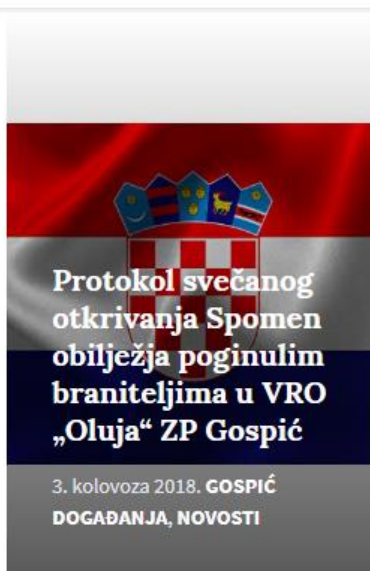 Protokol svečanog
otkrivanja Spomen
obilježja poginulim
braniteljima u VRO
„Oluja“ ZP Gospić
3. kolovoza 2018. GOSPIĆ
DOGAĐANJA, NOVOSTI